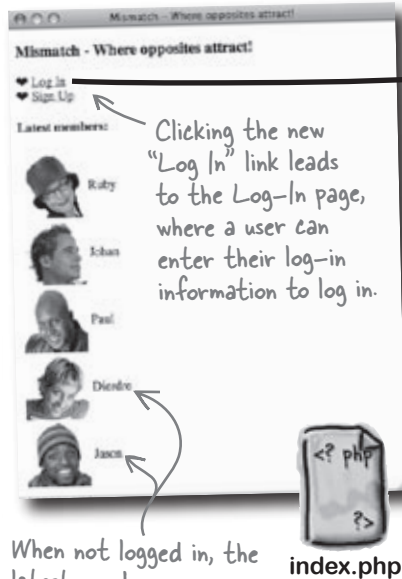 Mismatch - Where opposites attract!
Mismatch - Where opposites attract!
❤ Log In
❤ Sign Up
Latest members:
Ruby
Johan
Paul
Dierdre
Jason
Clicking the new
"Log In" link leads
to the Log-In page,
where a user can
enter their log-in
information to log in.
<? php
?>
index.php
When not logged in, the